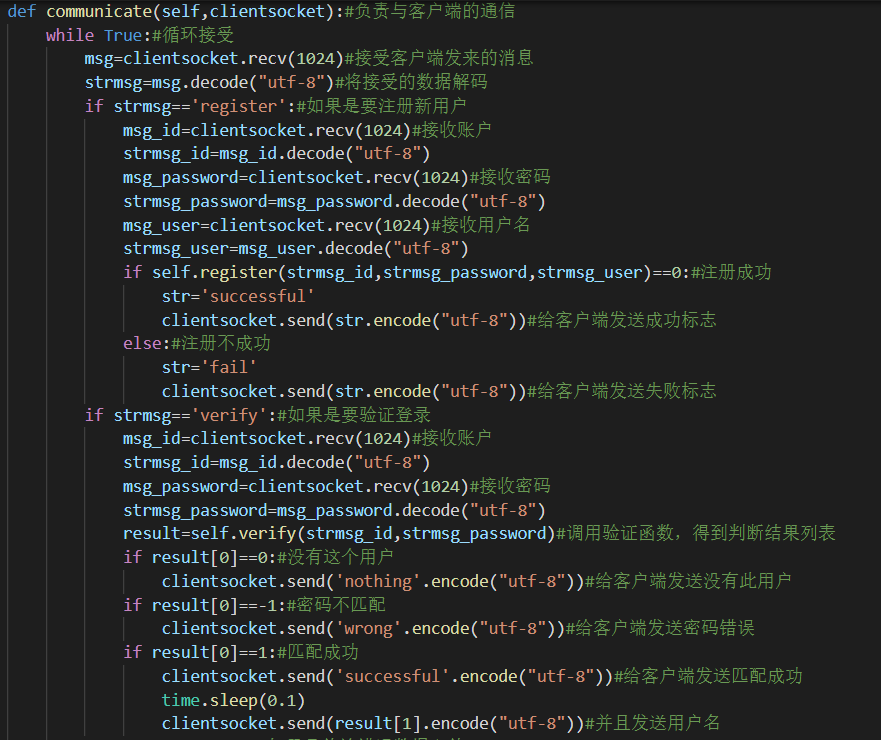 def communicate(self,clientsocket):#负责与客户端的通信
    while True:#循环接受
        msg=clientsocket.recv(1024)#接受客户端发来的消息
        strmsg=msg.decode("utf-8")#将接受的数据解码
        if strmsg=='register':#如果是要注册新用户
            msg_id=clientsocket.recv(1024)#接收账户
            strmsg_id=msg_id.decode("utf-8")
            msg_password=clientsocket.recv(1024)#接收密码
            strmsg_password=msg_password.decode("utf-8")
            msg_user=clientsocket.recv(1024)#接收用户名
            strmsg_user=msg_user.decode("utf-8")
            if self.register(strmsg_id,strmsg_password,strmsg_user)==0:#注册成功
                str='successful'
                clientsocket.send(str.encode("utf-8"))#给客户端发送成功标志
            else:#注册不成功
                str='fail'
                clientsocket.send(str.encode("utf-8"))#给客户端发送失败标志
        if strmsg=='verify':#如果是要验证登录
            msg_id=clientsocket.recv(1024)#接收账户
            strmsg_id=msg_id.decode("utf-8")
            msg_password=clientsocket.recv(1024)#接收密码
            strmsg_password=msg_password.decode("utf-8")
            result=self.verify(strmsg_id,strmsg_password)#调用验证函数，得到判断结果列表
            if result[0]==0:#没有这个用户
                clientsocket.send('nothing'.encode("utf-8"))#给客户端发送没有此用户
            if result[0]==-1:#密码不匹配
                clientsocket.send('wrong'.encode("utf-8"))#给客户端发送密码错误
            if result[0]==1:#匹配成功
                clientsocket.send('successful'.encode("utf-8"))#给客户端发送匹配成功
                time.sleep(0.1)
                clientsocket.send(result[1].encode("utf-8"))#并且发送用户名